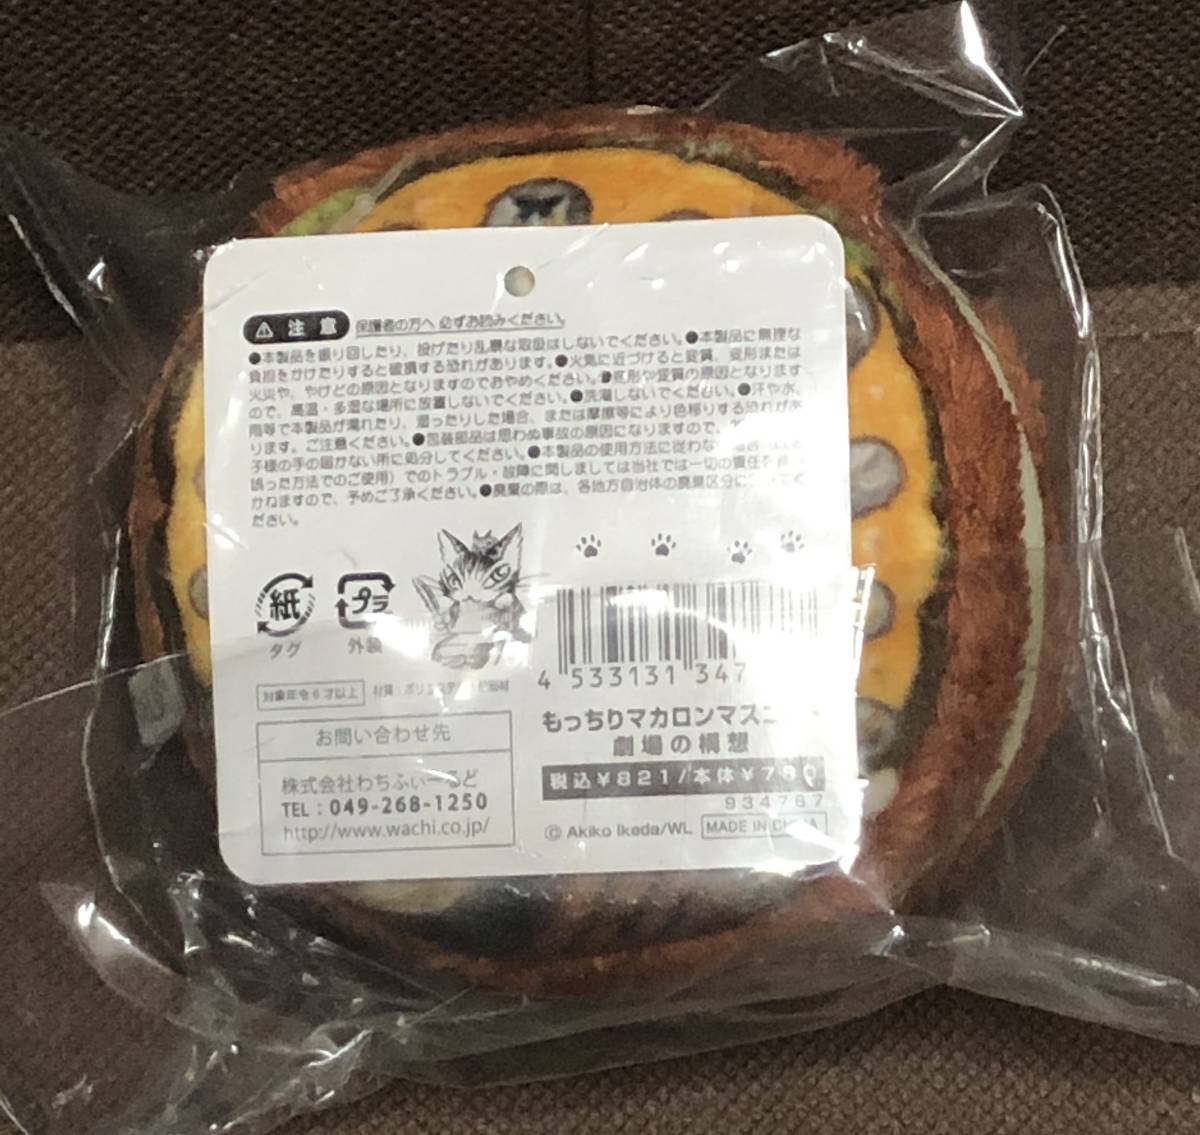 注意 保護者の方へ 必ずお読みください。
●本製品を振り回したり、投げたり乱暴な取扱はしないでください。●本製品に無理な
負担をかけたりすると破損する恐れがあります。●火気に近づけると変質、変形または
火災や、やけどの原因となりますのでおやめください。●変形や変質の原因となります
ので、高温・多湿な場所に放置しないでください。●洗濯しないでください。●汗や水、
雨等で本製品が濡れたり、湿ったりした場合、または摩擦等により色移りする恐れがあ
ります。ご注意ください。●包装部品は思わぬ事故の原因になりますので、
子様の手の届かない所に処分してください。●本製品の使用方法に従わな
誤った方法でのご使用）でのトラブル・故障に関しましては当社では一切の責任を
かねますので、予めご了承ください。●廃棄の際は、各地方自治体の廃棄区分に
ださい。
紙
タグ
プラ
外装
4 533131 347
対象年令6才以上
材質：ポリエステル
もっちりマカロンマスコ
劇場の構想
税込¥821/本体¥760
934767
© Akiko Ikeda/WL
MADE IN CHINA
お問い合わせ先
株式会社わちふぃーるど
TEL：049-268-1250
http://www.wachi.co.jp/